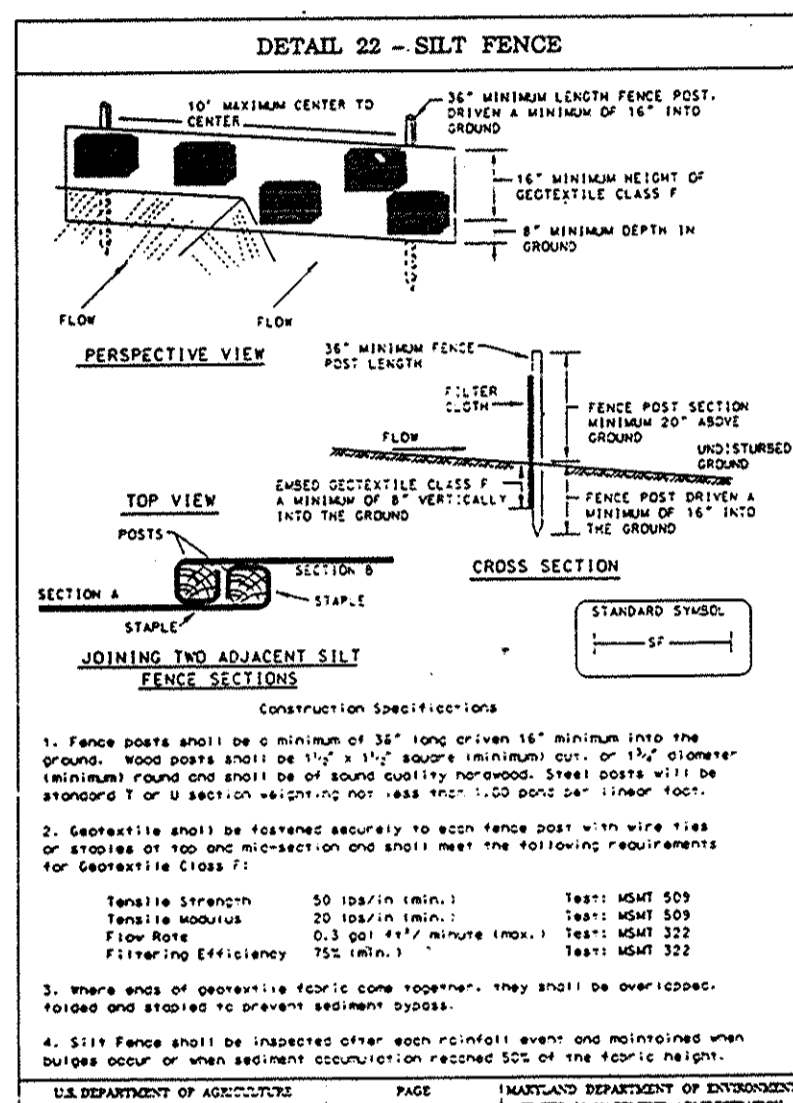 DETAIL 22 - SILT FENCE
10' MAXIMUM CENTER TO
CENTER
36" MINIMUM LENGTH FENCE POST,
DRIVEN A MINIMUM OF 16" INTO
GROUND
16" MINIMUM HEIGHT OF
GEOTEXTILE CLASS F
8" MINIMUM DEPTH IN
GROUND
FLOW
FLOW
PERSPECTIVE VIEW
36" MINIMUM FENCE
POST LENGTH
FILTER
CLOTH
FENCE POST SECTION
MINIMUM 20" ABOVE
GROUND
FLOW
UNDISTURBED
GROUND
EMBED GEOTEXTILE CLASS F
A MINIMUM OF 8" VERTICALLY
INTO THE GROUND
FENCE POST DRIVEN A
MINIMUM OF 16" INTO
THE GROUND
TOP VIEW
POSTS
SECTION B
SECTION A
STAPLE
STAPLE
CROSS SECTION
JOINING TWO ADJACENT SILT
FENCE SECTIONS
STANDARD SYMBOL
SF
Construction Specifications
1. Fence posts shall be a minimum of 36" long driven 16" minimum into the
ground. Wood posts shall be 1½" x 1½" square (minimum) cut, or 1¾" diameter
(minimum) round and shall be of sound quality hardwood. Steel posts will be
standard T or U section weighting not less than 1.00 pond per linear foot.
2. Geotextile shall be fastened securely to each fence post with wire ties
or staples at top and mid-section and shall meet the following requirements
for Geotextile Class F:
Tensile Strength 50 lbs/in (min.) Test: MSMT 509
Tensile Modulus 20 lbs/in (min.) Test: MSMT 509
Flow Rate 0.3 gal ft²/ minute (max.) Test: MSMT 322
Filtering Efficiency 75% (min.) Test: MSMT 322
3. Where ends of geotextile fabric come together, they shall be overlapped,
folded and stapled to prevent sediment bypass.
4. Silt Fence shall be inspected after each rainfall event and maintained when
bulges occur or when sediment accumulation reached 50% of the fabric height.
U.S. DEPARTMENT OF AGRICULTURE PAGE MARYLAND DEPARTMENT OF ENVIRONMENT